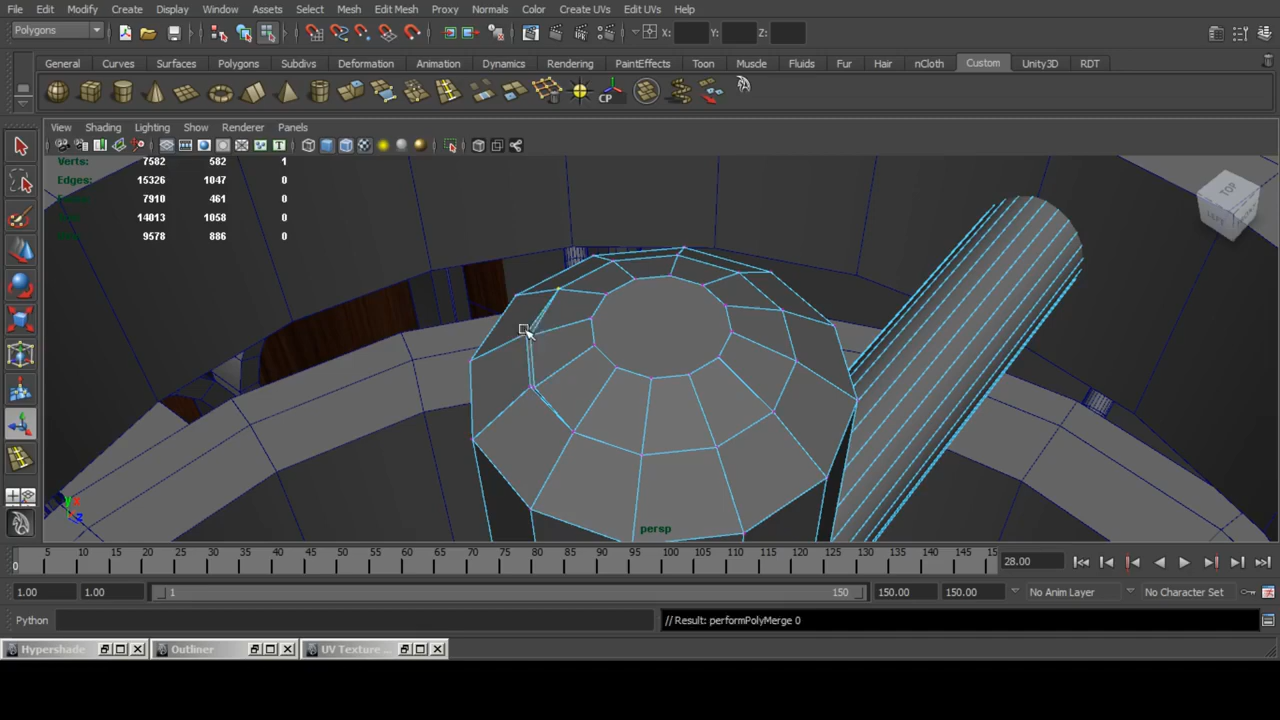 File Edit Modify Create Display Window Assets Select Mesh Edit Mesh Proxy Normals Color Create UVs Edit UVs Help
Polygons X: Y: Z:
General Curves Surfaces Polygons Subdivs Deformation Animation Dynamics Rendering PaintEffects Toon Muscle Fluids Fur Hair nCloth Custom Unity3D RDT
CP
View Shading Lighting Show Renderer Panels
Verts: 7582 582 1
Edges: 15326 1047 0
7910 461 0
14013 1058 0
9578 886 0
TOP
LEFT
persp
5 10 15 20 25 30 35 40 45 50 55 60 65 70 75 80 85 90 95 100 105 110 115 120 125 130 135 140 145 15
0 28.00
1.00 1.00 1 150 150.00 150.00 No Anim Layer No Character Set
Python // Result: performPolyMerge 0
Hypershade Outliner UV Texture ...